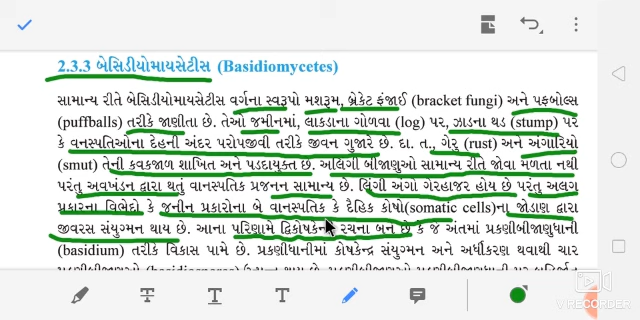 2.3.3 બેસિડીયોમાયસેટીસ (Basidiomycetes)
સામાન્ય રીતે બેસિડીયોમાયસેટીસ વર્ગના સ્વરૂપો મશરૂમ, બ્રેકેટ ફંજાઈ (bracket fungi) અને પફબોલ્સ
(puffballs) તરીકે જાણીતા છે. તેઓ જમીનમાં, લાકડાના ગોળવા (log) પર, ઝાડના થડ (stump) પર
કે વનસ્પતિઓના દેહની અંદર પરોપજીવી તરીકે જીવન ગુજારે છે. દા. ત., ગેરુ (rust) અને અંગારિયો
(smut) તેની કવકજાળ શાખિત અને પડદાયુક્ત છે. અલિંગી બીજાણુઓ સામાન્ય રીતે જોવા મળતા નથી
પરંતુ અવખંડન દ્વારા થતું વાનસ્પતિક પ્રજનન સામાન્ય છે. લિંગી અંગો ગેરહાજર હોય છે પરંતુ અલગ
પ્રકારના વિભેદો કે જનીન પ્રકારોના બે વાનસ્પતિક કે દૈહિક કોષો(somatic cells)ના જોડાણ દ્વારા
જીવરસ સંયુગ્મન થાય છે. આના પરિણામે દ્વિકોષકેન્દ્રી રચના બને છે કે જે અંતમાં પ્રકણીબીજાણુધાની
(basidium) તરીકે વિકાસ પામે છે. પ્રકણીધાનીમાં કોષકેન્દ્ર સંયુગ્મન અને અર્ધીકરણ થવાથી ચાર
VIVAVIDEO
V RECORDER